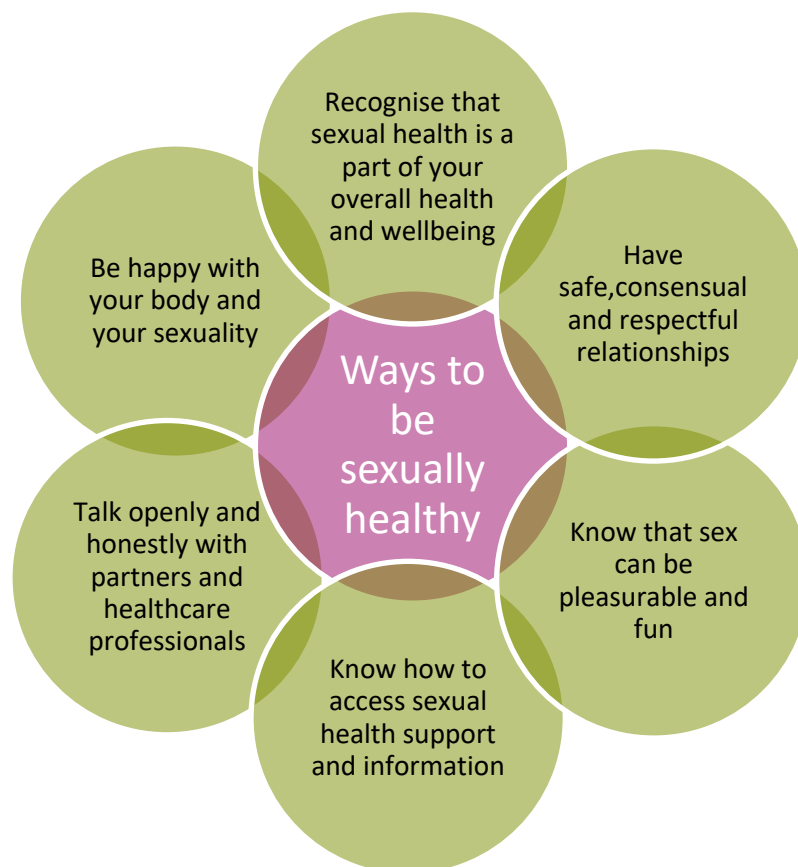 Recognise that
sexual health is a
part of your
overall health
and wellbeing
Have
safe,consensual
and respectful
relationships
Know that sex
can be
pleasurable and
fun
Know how to
access sexual
health support
and information
Talk openly and
honestly with
partners and
healthcare
professionals
Be happy with
your body and
your sexuality
Ways to
be
sexually
healthy